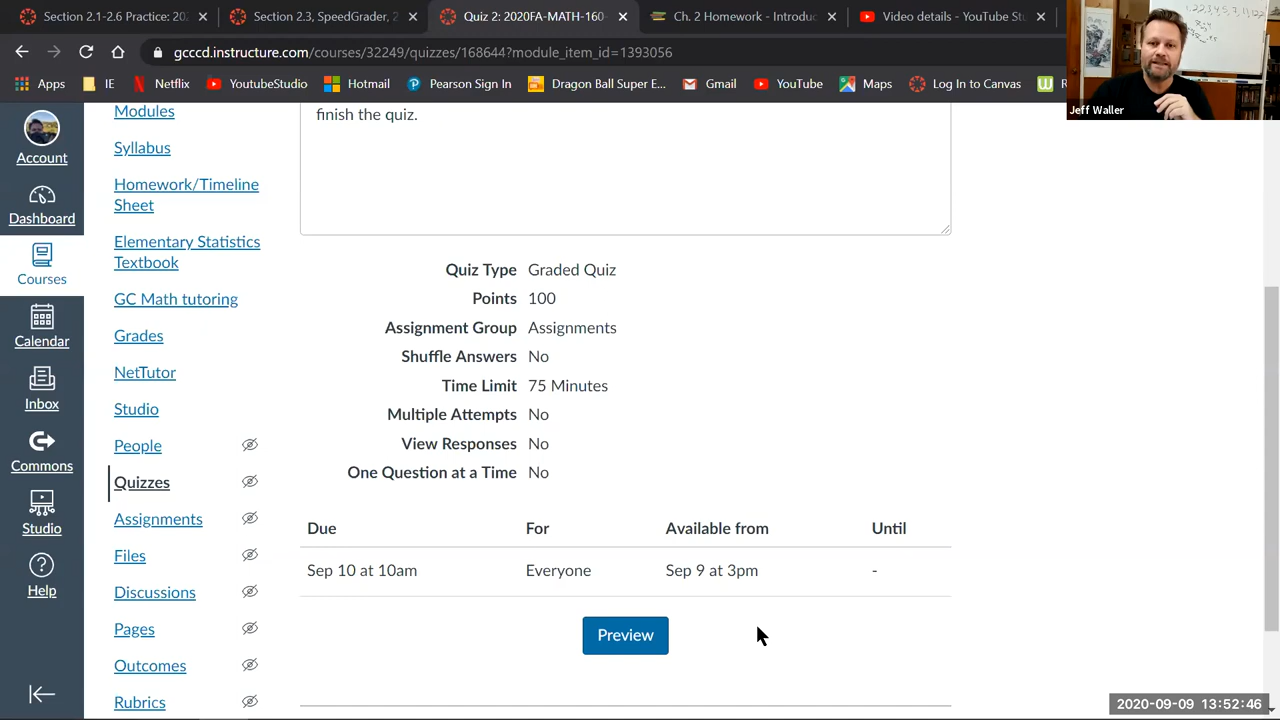 Section 2.1-2.6 Practice: 202
Section 2.3, SpeedGrader, 2
Quiz 2: 2020FA-MATH-160-
Ch. 2 Homework - Introduc
Video details - YouTube Stu
gcccd.instructure.com/courses/32249/quizzes/68644?module_item_id=1393056
Apps
IE
Netflix
YoutubeStudio
Pearson Sign
Dragon Ball Super E...
Gmail
Maps
Log In to Canvas
Jeff Waller
Account
Dashboard
Courses
Calendar
Inbox
Commons
Studio
Help
Modules
Syllabus
Homework/Timeline
Sheet
Elementary Statistics
Textbook
GC Math tutoring
Grades
NetTutor
Studio
People
Quizzes
Assignments
Files
Discussions
Pages
Outcomes
Rubrics
finish the quiz.
Quiz Type Graded Quiz
Points 100
Assignment Group Assignments
Shuffle Answers No
Time Limit 75 Minutes
Multiple Attempts No
View Responses No
One Question at a Time No
Due For Available from Until
Sep 10 at 10am Everyone Sep 9 at 3pm -
Preview
2020-09-09 13:52:46